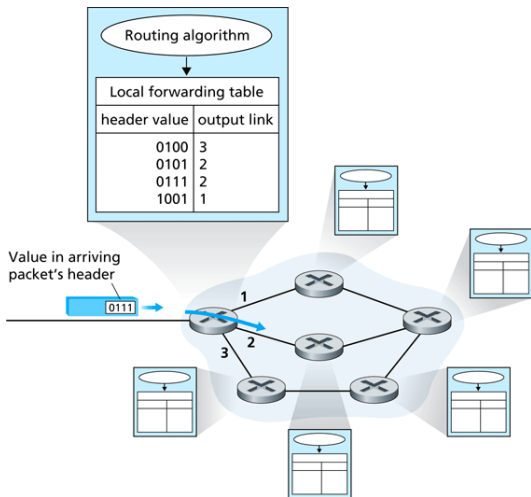 Routing algorithm
Local forwarding table
header value output link
0100 3
0101 2
0111 2
1001 1
Value in arriving
packet's header
0111
1
2
3